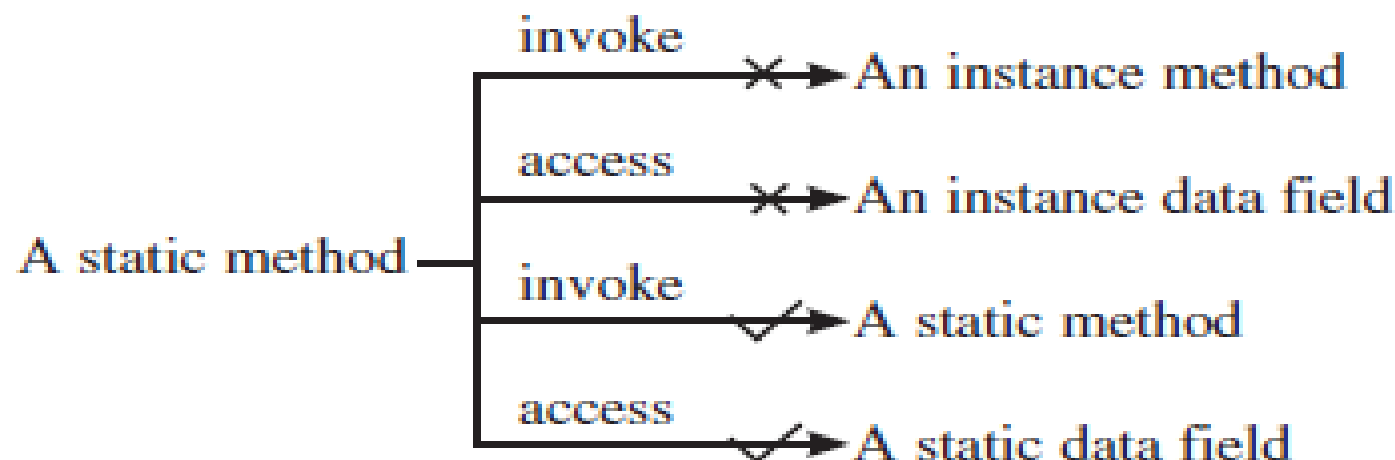 invoke
An instance method
access
An instance data field
A static method
invoke
A static method
access
A static data field